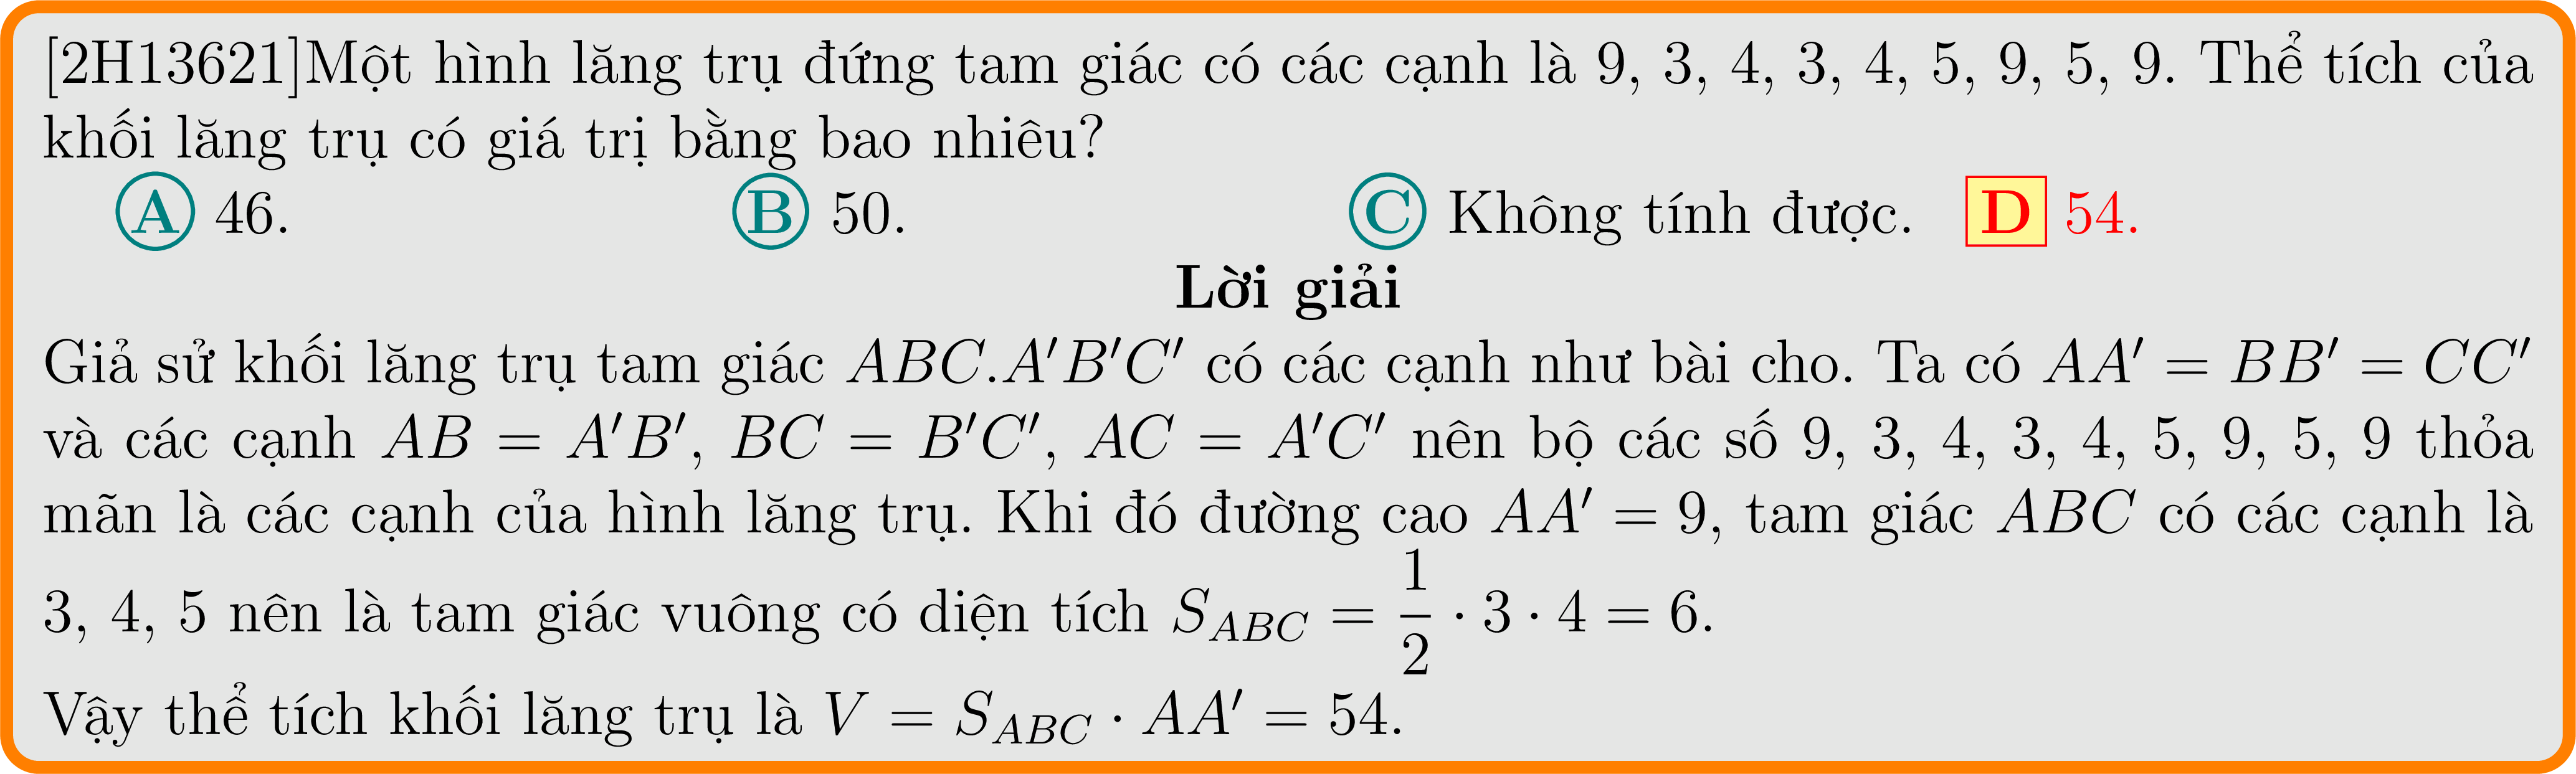 [2H13621]Một hình lăng trụ đứng tam giác có các cạnh là 9, 3, 4, 3, 4, 5, 9, 5, 9. Thể tích của
khối lăng trụ có giá trị bằng bao nhiêu?
A 46. B 50. C Không tính được. D 54.
Lời giải
Giả sử khối lăng trụ tam giác ABC.A′B′C′ có các cạnh như bài cho. Ta có AA′ = BB′ = CC′
và các cạnh AB = A′B′, BC = B′C′, AC = A′C′ nên bộ các số 9, 3, 4, 3, 4, 5, 9, 5, 9 thỏa
mãn là các cạnh của hình lăng trụ. Khi đó đường cao AA′ = 9, tam giác ABC có các cạnh là
3, 4, 5 nên là tam giác vuông có diện tích S_{ABC} = \frac{1}{2} · 3 · 4 = 6.
Vậy thể tích khối lăng trụ là V = S_{ABC} · AA′ = 54.